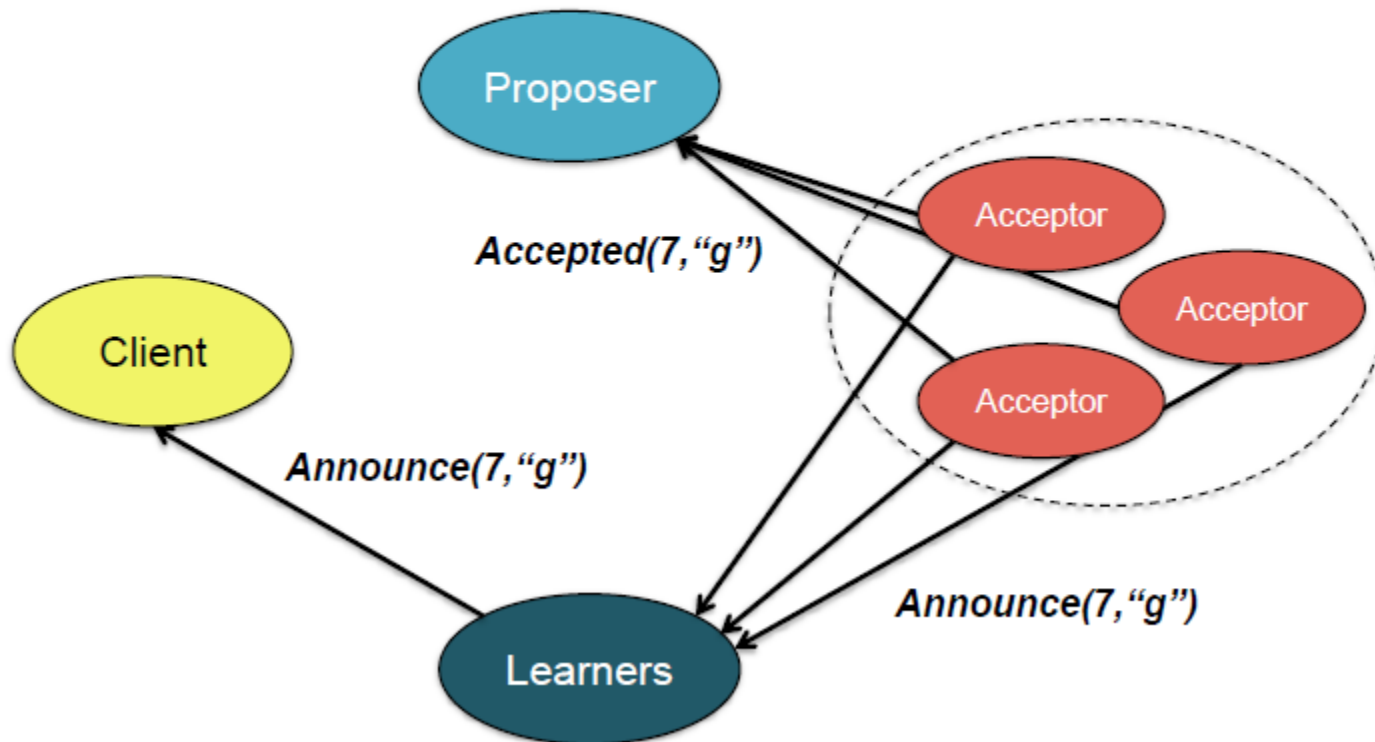 Proposer
Acceptor
Accepted(7,“g”)
Acceptor
Client
Acceptor
Announce(7,“g”)
Announce(7,“g”)
Learners